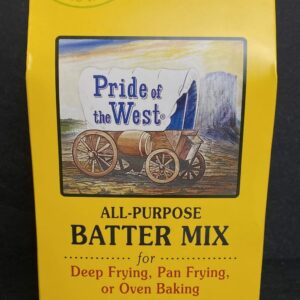 Pride of
the West®
ALL-PURPOSE
BATTER MIX
for
Deep Frying, Pan Frying,
or Oven Baking